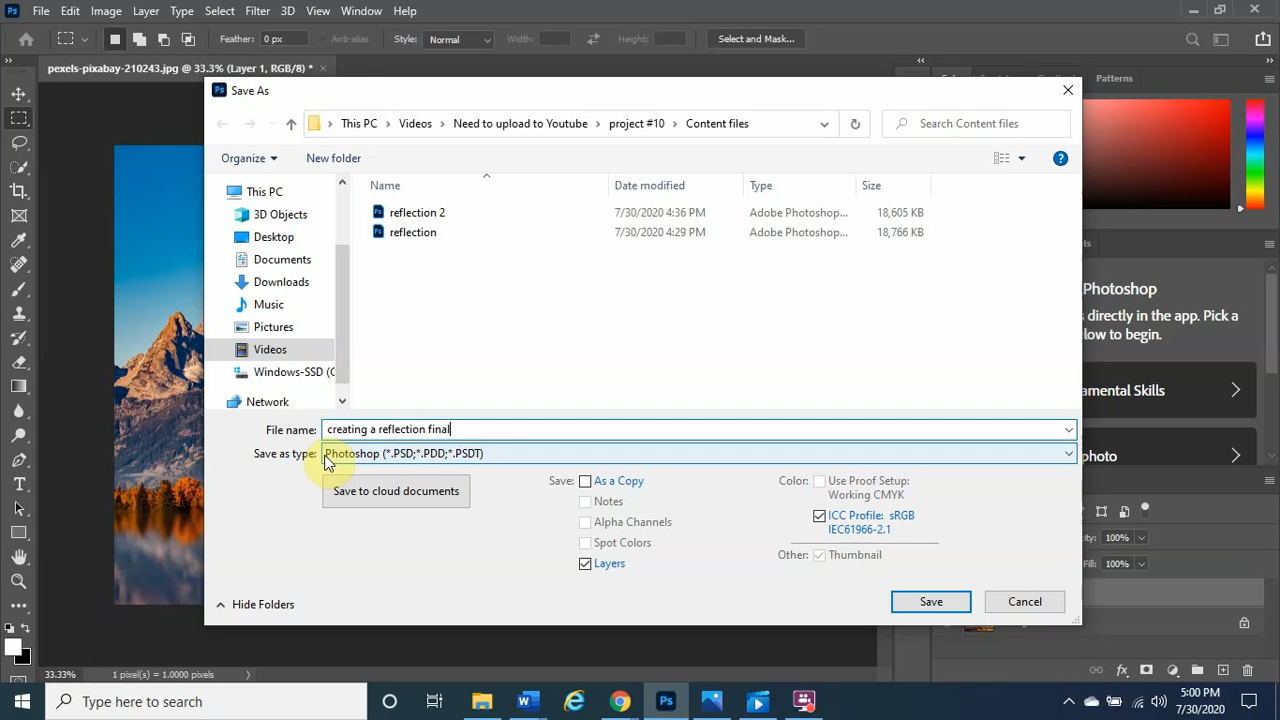 Ps File Edit Image Layer Type Select Filter 3D View Window Help
Feather: 0 px Anti-alias Style: Normal Width: Height: Select and Mask...
pexels-pixabay-210243.jpg @ 33.3% (Layer 1, RGB/8) * ×
Patterns
Ps Save As
This PC > Videos > Need to upload to Youtube > project #10 > Content files
Search Content files
Organize New folder
Name Date modified Type Size
reflection 2 7/30/2020 4:36 PM Adobe Photoshop... 18,605 KB
reflection 7/30/2020 4:29 PM Adobe Photoshop... 18,766 KB
This PC
3D Objects
Desktop
Documents
Downloads
Music
Pictures
Videos
Windows-SSD (C
Network
File name: creating a reflection final
Save as type: Photoshop (*.PSD;*.PDD;*.PSDT)
Save to cloud documents
Save: As a Copy
Notes
Alpha Channels
Spot Colors
Layers
Color: Use Proof Setup:
Working CMYK
ICC Profile: sRGB
IEC61966-2.1
Other: Thumbnail
Hide Folders
Save Cancel
nts
Photoshop
s directly in the app. Pick a
low to begin.
amental Skills
photo
ity: 100%
Fill: 100%
33.33% 1 pixel(s) = 1.0000 pixels
Type here to search
5:00 PM
7/30/2020